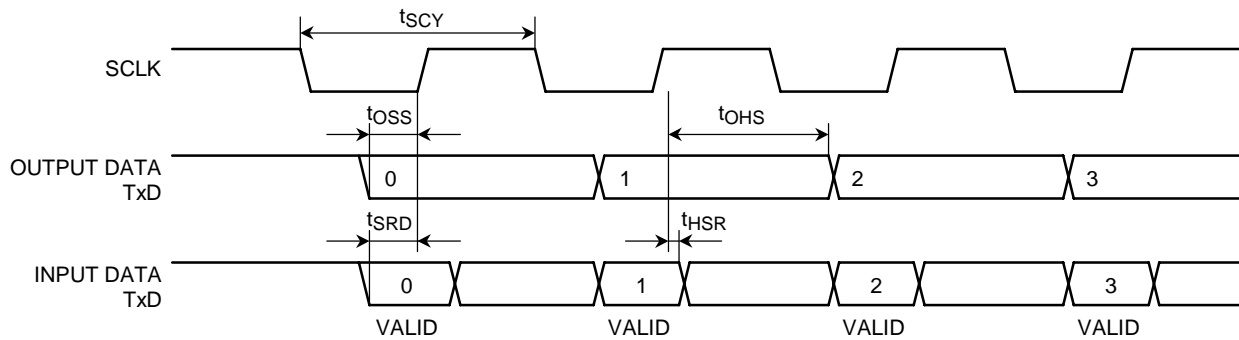 tSCY
SCLK
tOSS
tOHS
OUTPUT DATA
TxD
0 1 2 3
tSRD
tHSR
INPUT DATA
TxD
0 1 2 3
VALID VALID VALID VALID